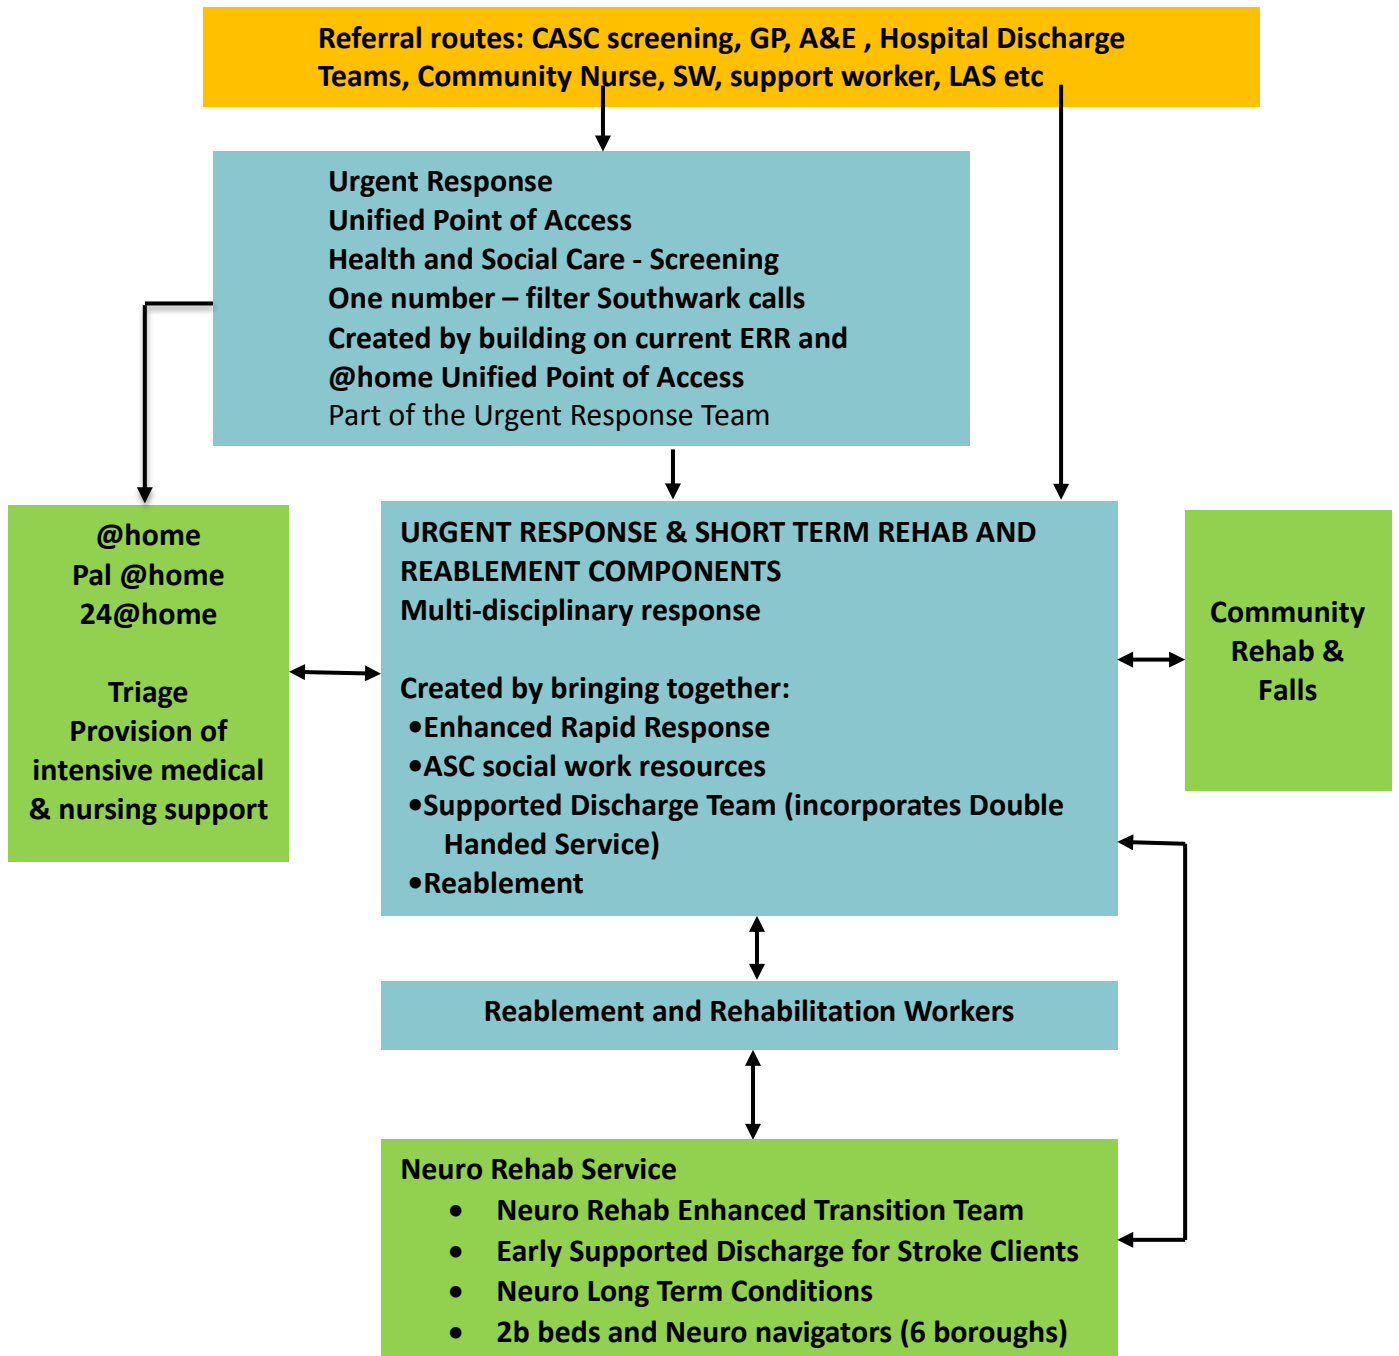 Referral routes: CASC screening, GP, A&E , Hospital Discharge
Teams, Community Nurse, SW, support worker, LAS etc
Urgent Response
Unified Point of Access
Health and Social Care - Screening
One number – filter Southwark calls
Created by building on current ERR and
@home Unified Point of Access
Part of the Urgent Response Team
@home
Pal @home
24@home
Triage
Provision of
intensive medical
& nursing support
URGENT RESPONSE & SHORT TERM REHAB AND
REABLEMENT COMPONENTS
Multi-disciplinary response
Created by bringing together:
•Enhanced Rapid Response
•ASC social work resources
•Supported Discharge Team (incorporates Double
Handed Service)
•Reablement
Community
Rehab &
Falls
Reablement and Rehabilitation Workers
Neuro Rehab Service
• Neuro Rehab Enhanced Transition Team
• Early Supported Discharge for Stroke Clients
• Neuro Long Term Conditions
• 2b beds and Neuro navigators (6 boroughs)